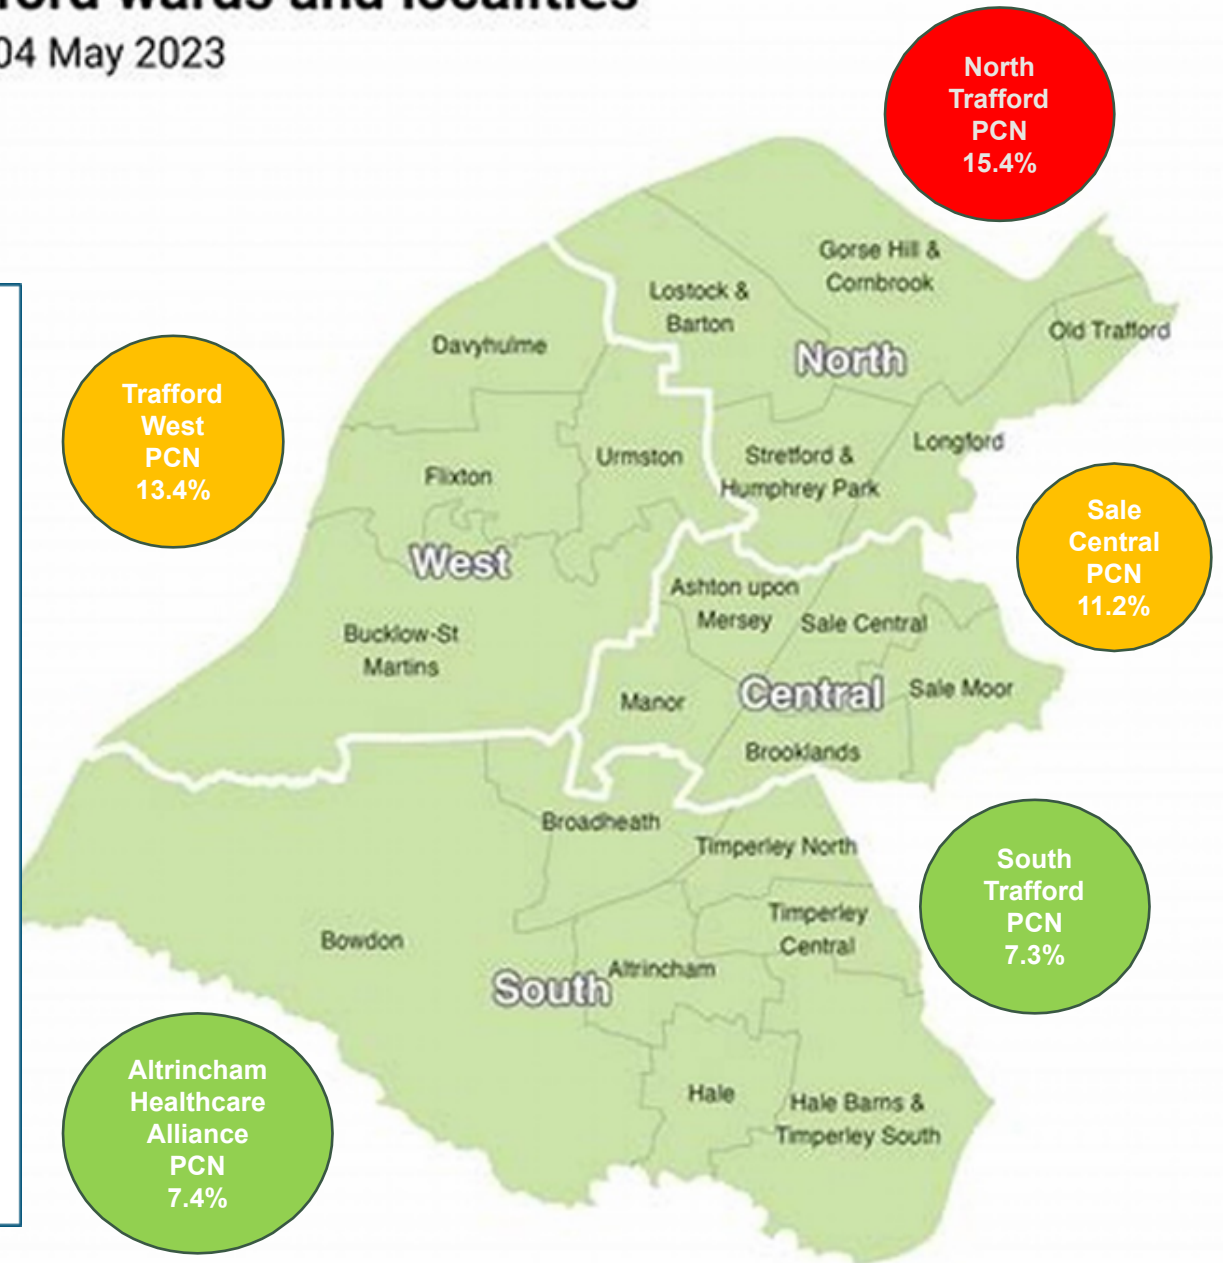 04 May 2023
North
Trafford
PCN
15.4%
Gorse Hill &
Cornbrook
Lostock &
Barton
Old Trafford
Davyhulme
North
Trafford
West
PCN
13.4%
Longford
Urmston
Stretford &
Humphrey Park
Flixton
Sale
Central
PCN
11.2%
West
Ashton upon
Mersey
Sale Central
Bucklow-St
Martins
Manor
Central
Sale Moor
Brooklands
Broadheath
Timperley North
South
Trafford
PCN
7.3%
Timperley
Central
Bowdon
Altrincham
South
Altrincham
Healthcare
Alliance
PCN
7.4%
Hale
Hale Barns &
Timperley South